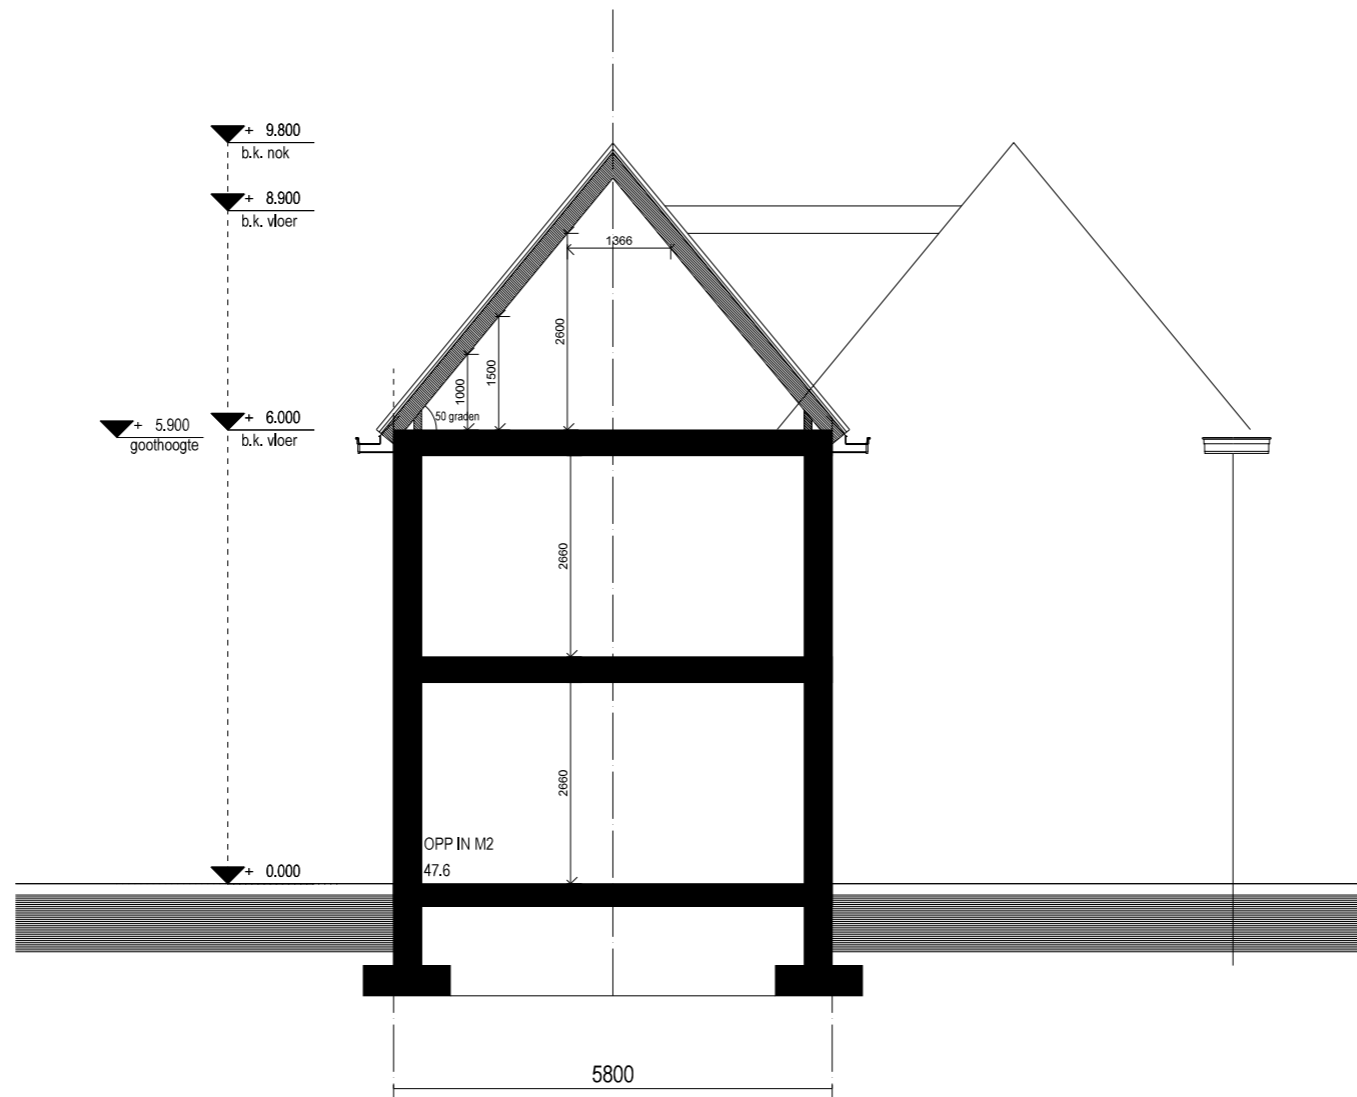 + 9.800
b.k. nok
+ 8.900
b.k. vloer
1366
2600
1500
1000
50 graden
+ 6.000
b.k. vloer
+ 5.900
goothoogte
2660
2660
OPP IN M2
47.6
+ 0.000
5800